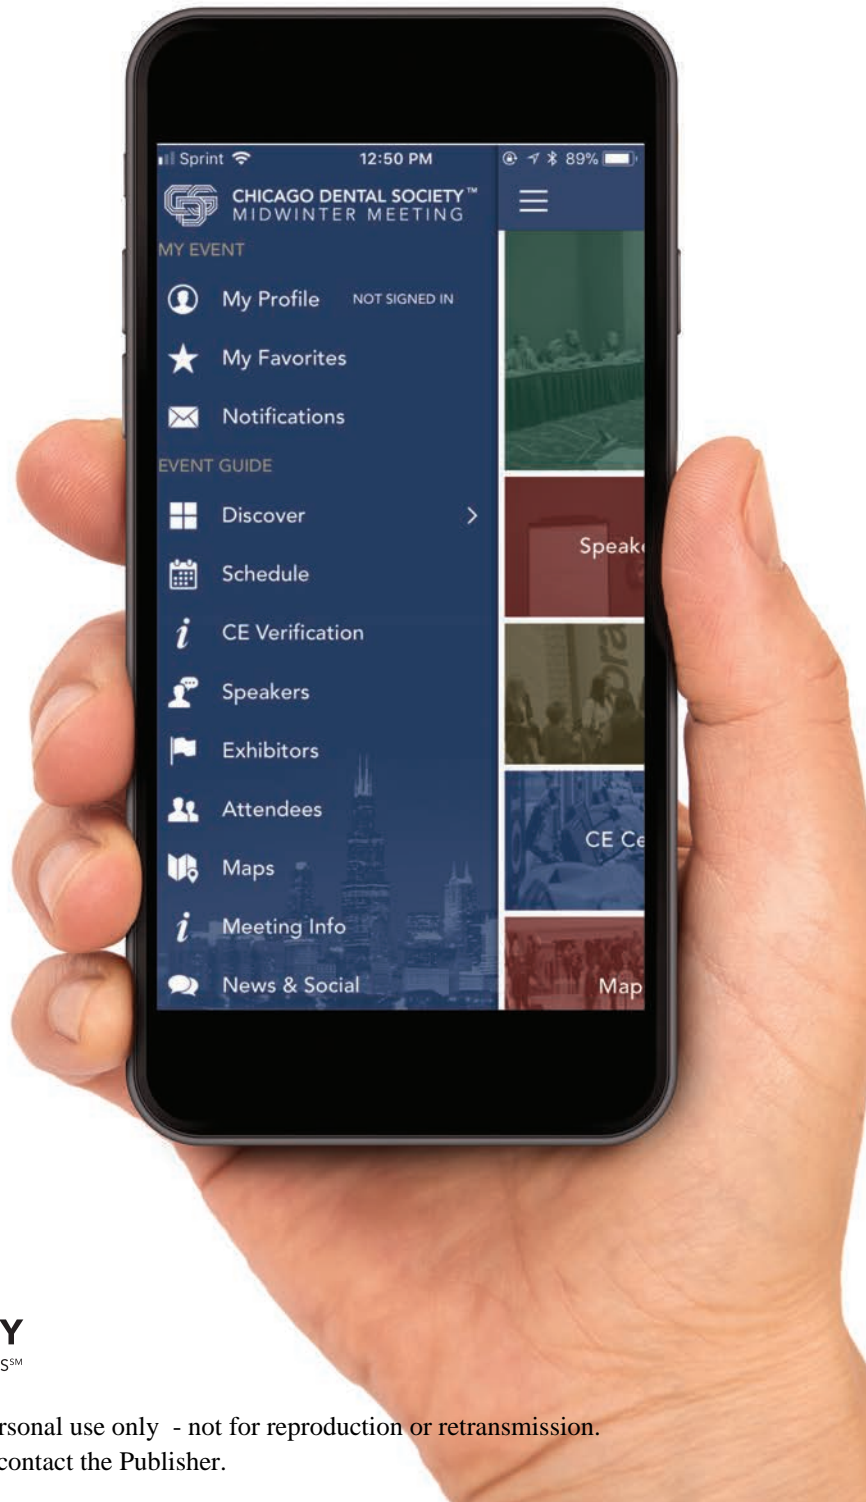 Sprint 12:50 PM 89%
CHICAGO DENTAL SOCIETY™
MIDWINTER MEETING
MY EVENT
My Profile NOT SIGNED IN
My Favorites
Notifications
EVENT GUIDE
Discover
Schedule
CE Verification
Speakers
Exhibitors
Attendees
Maps
Meeting Info
News & Social
Speake
CE Ce
Map
Y
S℠
rsonal use only - not for reproduction or retransmission.
contact the Publisher.